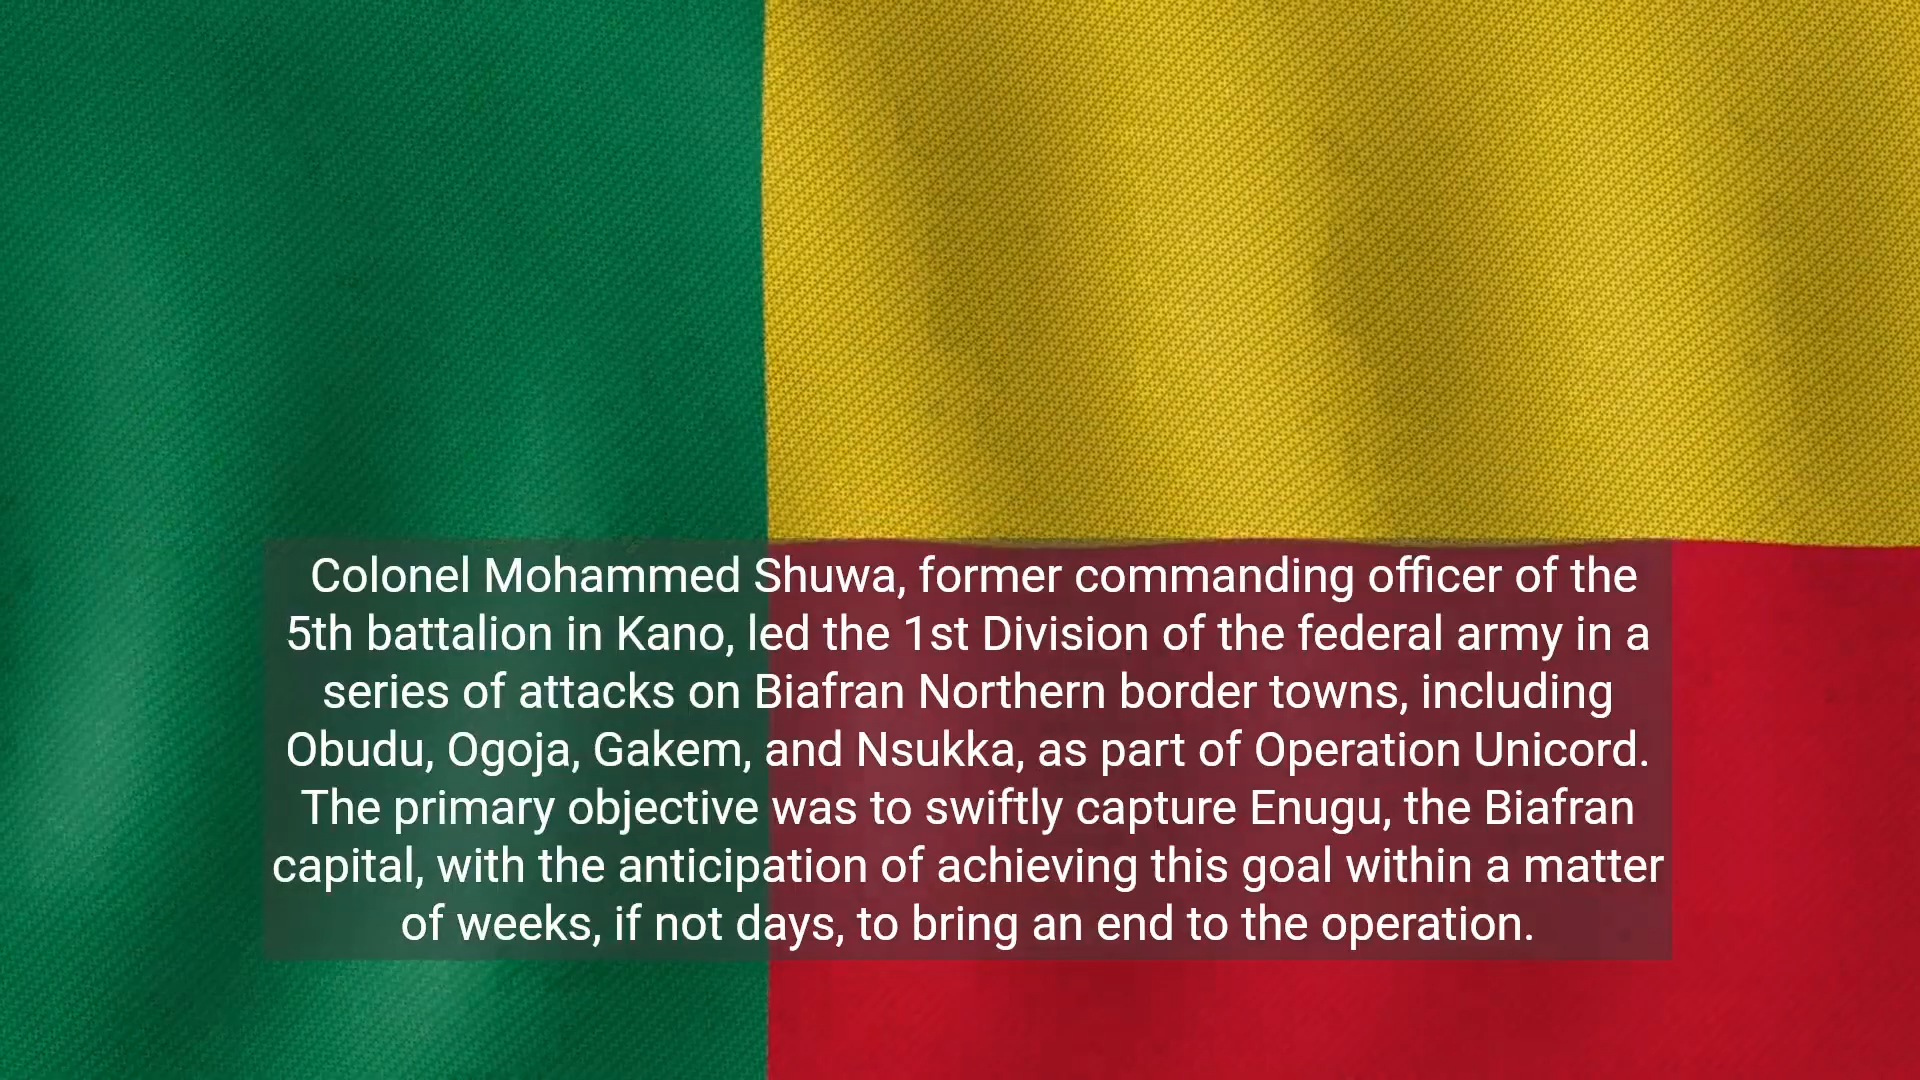 Colonel Mohammed Shuwa, former commanding officer of the
5th battalion in Kano, led the 1st Division of the federal army in a
series of attacks on Biafran Northern border towns, including
Obudu, Ogoja, Gakem, and Nsukka, as part of Operation Unicord.
The primary objective was to swiftly capture Enugu, the Biafran
capital, with the anticipation of achieving this goal within a matter
of weeks, if not days, to bring an end to the operation.